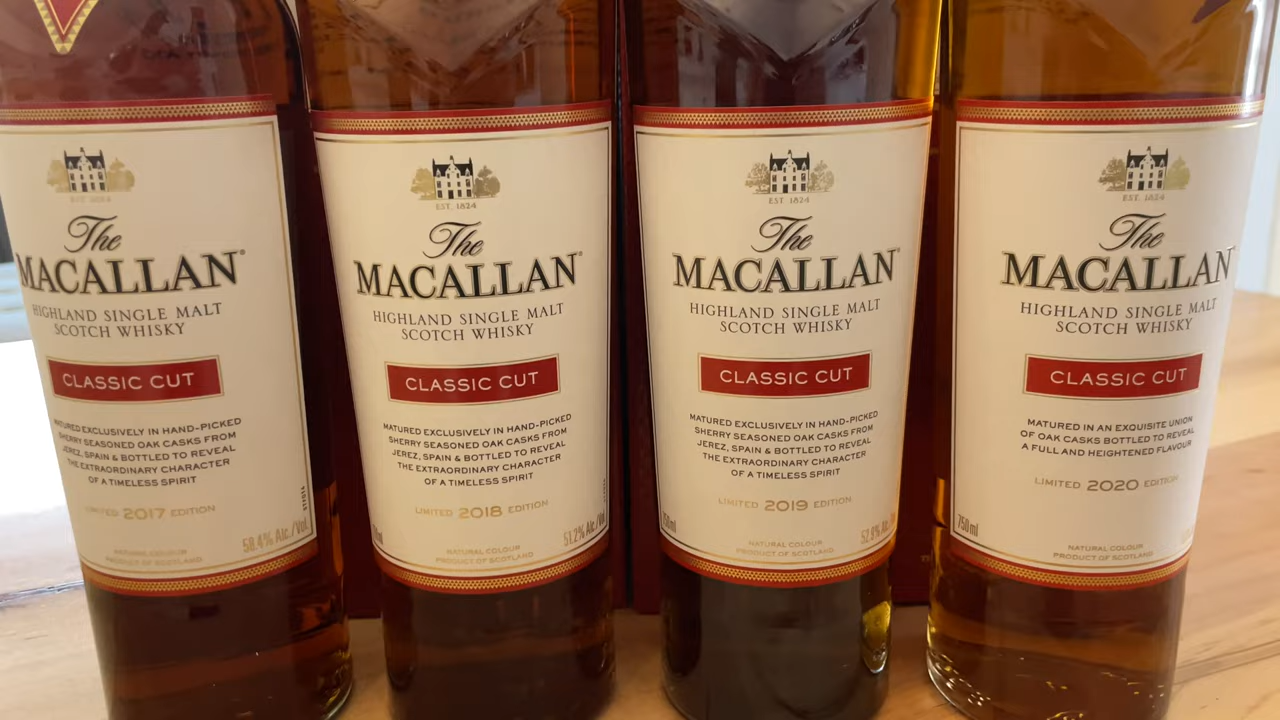 EST. 1824
The
MACALLAN
HIGHLAND SINGLE MALT
SCOTCH WHISKY
CLASSIC CUT
MATURED EXCLUSIVELY IN HAND-PICKED
SHERRY SEASONED OAK CASKS FROM
JEREZ, SPAIN & BOTTLED TO REVEAL
THE EXTRAORDINARY CHARACTER
OF A TIMELESS SPIRIT
LIMITED 2017 EDITION
58.4% Alc./Vol.
NATURAL COLOUR
PRODUCT OF SCOTLAND
EST. 1824
The
MACALLAN
HIGHLAND SINGLE MALT
SCOTCH WHISKY
CLASSIC CUT
MATURED EXCLUSIVELY IN HAND-PICKED
SHERRY SEASONED OAK CASKS FROM
JEREZ, SPAIN & BOTTLED TO REVEAL
THE EXTRAORDINARY CHARACTER
OF A TIMELESS SPIRIT
LIMITED 2018 EDITION
51.2% Alc./Vol
NATURAL COLOUR
PRODUCT OF SCOTLAND
EST. 1824
The
MACALLAN
HIGHLAND SINGLE MALT
SCOTCH WHISKY
CLASSIC CUT
MATURED EXCLUSIVELY IN HAND-PICKED
SHERRY SEASONED OAK CASKS FROM
JEREZ, SPAIN & BOTTLED TO REVEAL
THE EXTRAORDINARY CHARACTER
OF A TIMELESS SPIRIT
LIMITED 2019 EDITION
750ml
52.9% Alc.
NATURAL COLOUR
PRODUCT OF SCOTLAND
EST. 1824
The
MACALLAN
HIGHLAND SINGLE MALT
SCOTCH WHISKY
CLASSIC CUT
MATURED IN AN EXQUISITE UNION
OF OAK CASKS BOTTLED TO REVEAL
A FULL AND HEIGHTENED FLAVOUR
LIMITED 2020 EDITION
750ml
NATURAL COLOUR
PRODUCT OF SCOTLAND